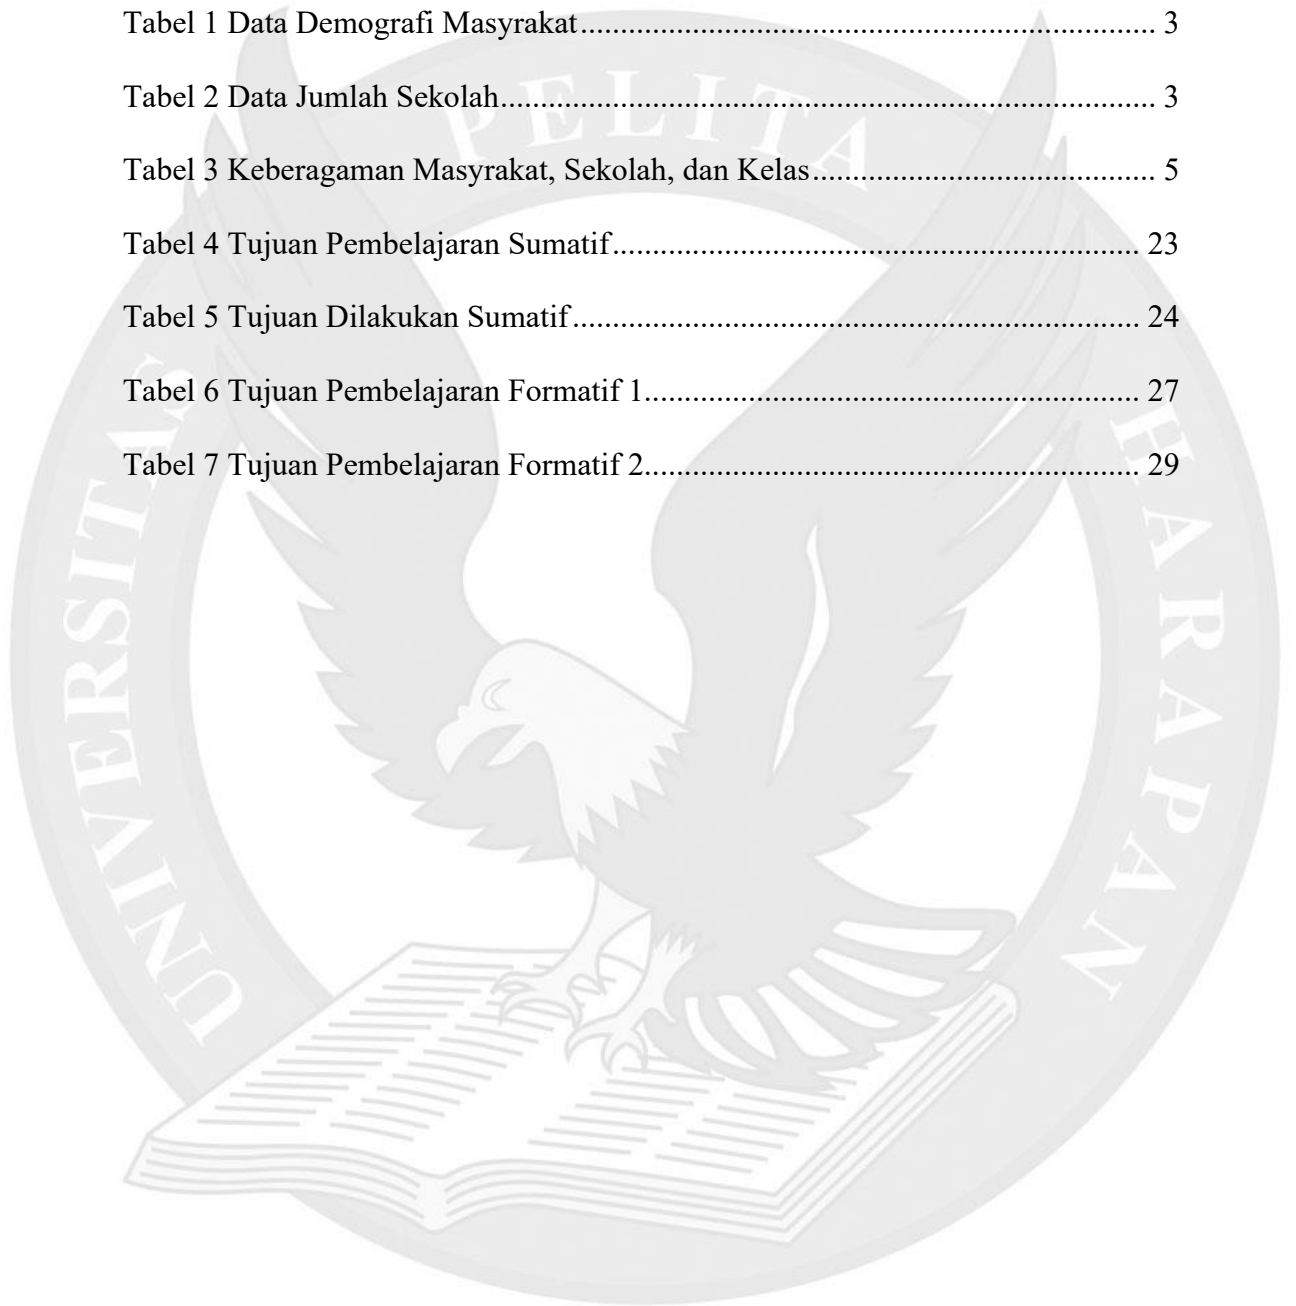 Tabel 1 Data Demografi Masyrakat........................................................................ 3
Tabel 2 Data Jumlah Sekolah.................................................................................. 3
Tabel 3 Keberagaman Masyrakat, Sekolah, dan Kelas........................................... 5
Tabel 4 Tujuan Pembelajaran Sumatif.................................................................. 23
Tabel 5 Tujuan Dilakukan Sumatif....................................................................... 24
Tabel 6 Tujuan Pembelajaran Formatif 1.............................................................. 27
Tabel 7 Tujuan Pembelajaran Formatif 2.............................................................. 29
UNIVERSITAS PELITA HARAPAN